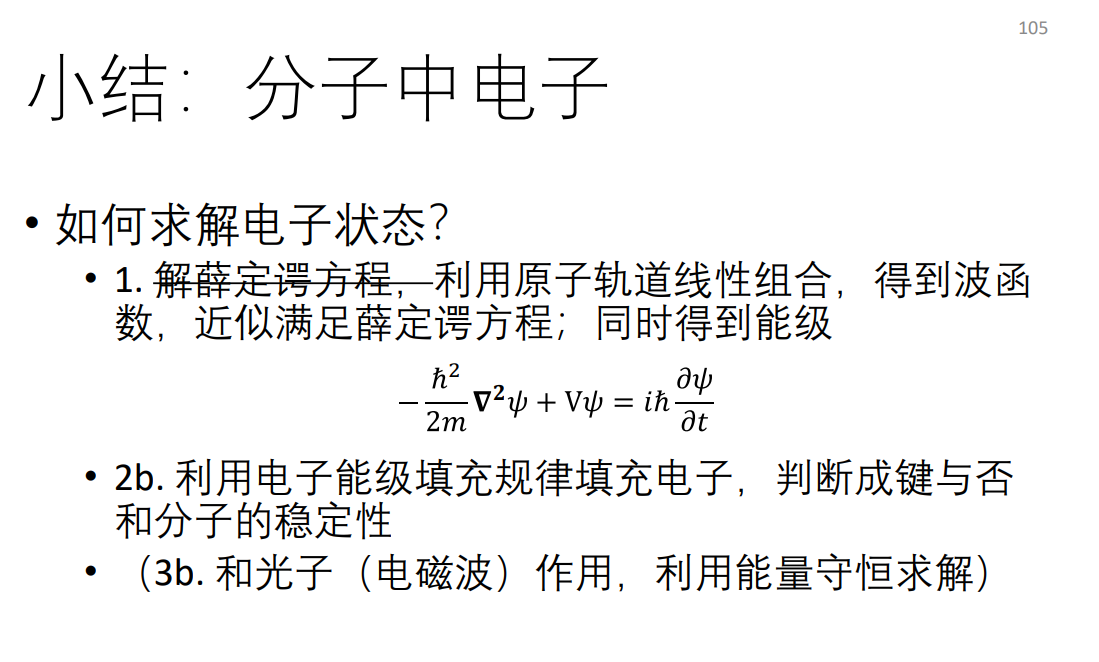 105
小结：分子中电子
• 如何求解电子状态？
• 1. 解薛定谔方程，利用原子轨道线性组合，得到波函
数，近似满足薛定谔方程；同时得到能级
−ℏ²/2m ∇²ψ + Vψ = iℏ ∂ψ/∂t
• 2b. 利用电子能级填充规律填充电子，判断成键与否
和分子的稳定性
• （3b. 和光子（电磁波）作用，利用能量守恒求解）